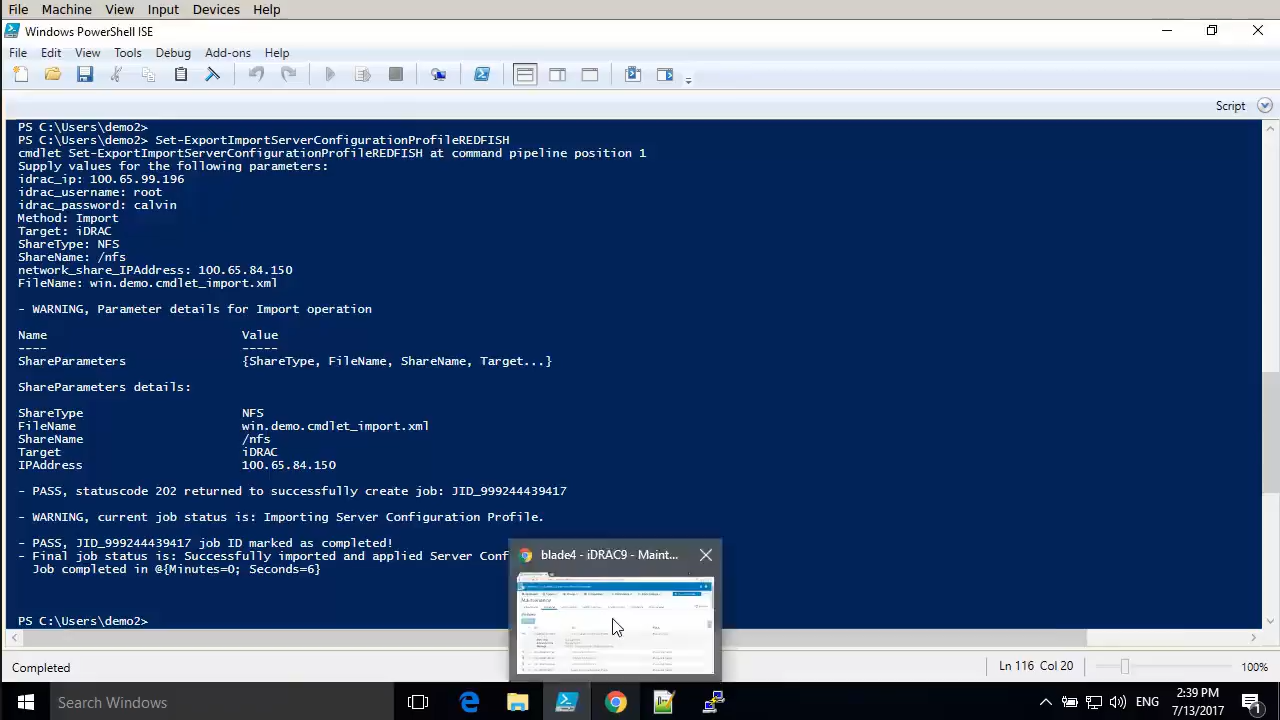 File Machine View Input Devices Help
Windows PowerShell ISE
File Edit View Tools Debug Add-ons Help
Script
PS C:\Users\demo2>
PS C:\Users\demo2> Set-ExportImportServerConfigurationProfileREDFISH
cmdlet Set-ExportImportServerConfigurationProfileREDFISH at command pipeline position 1
Supply values for the following parameters:
idrac_ip: 100.65.99.196
idrac_username: root
idrac_password: calvin
Method: Import
Target: iDRAC
ShareType: NFS
ShareName: /nfs
network_share_IPAddress: 100.65.84.150
FileName: win.demo.cmdlet_import.xml
- WARNING, Parameter details for Import operation
Name Value
---- -----
ShareParameters {ShareType, FileName, ShareName, Target...}
ShareParameters details:
ShareType NFS
FileName win.demo.cmdlet_import.xml
ShareName /nfs
Target iDRAC
IPAddress 100.65.84.150
- PASS, statuscode 202 returned to successfully create job: JID_999244439417
- WARNING, current job status is: Importing Server Configuration Profile.
- PASS, JID_999244439417 job ID marked as completed!
- Final job status is: Successfully imported and applied Server Conf
Job completed in @{Minutes=0; Seconds=6}
PS C:\Users\demo2>
blade4 - iDRAC9 - Maint...
Maintenance
Comple
Ln 116 Col 20
Search Windows
ENG
2:39 PM
7/13/2017
1